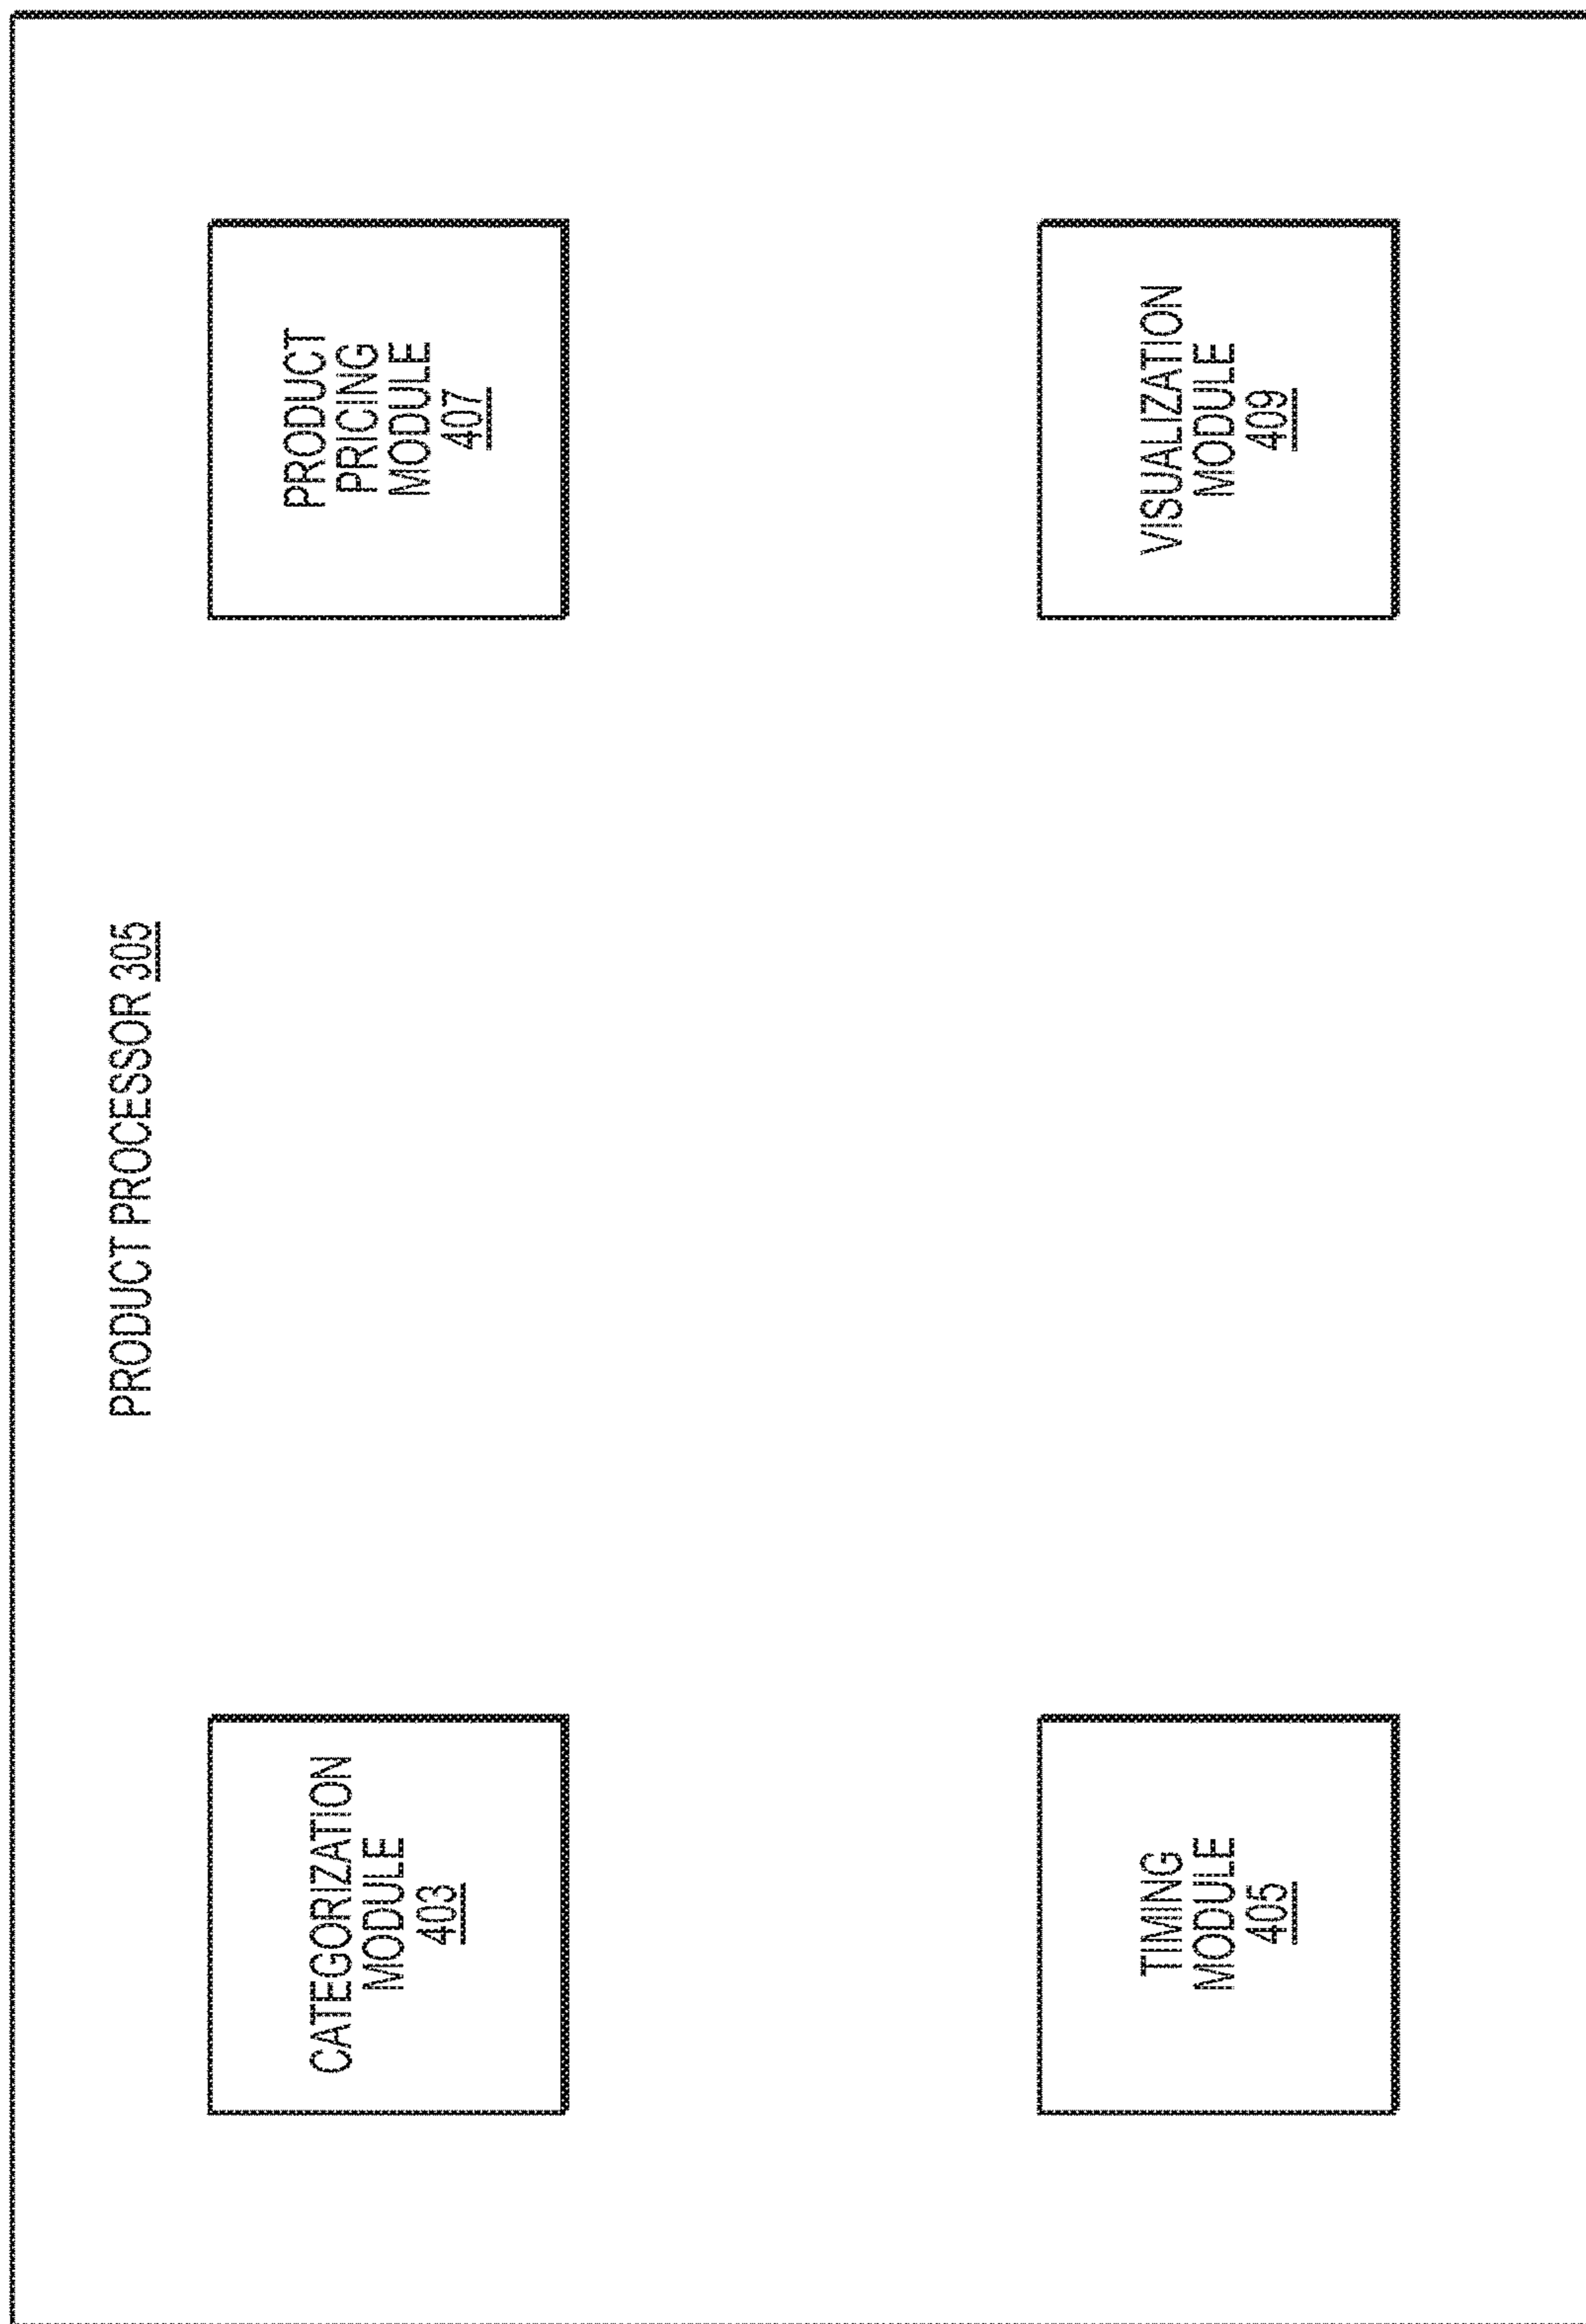 PRODUCT PROCESSOR 305
CATEGORIZATION
MODULE
403
PRODUCT
PRICING
MODULE
407
TIMING
MODULE
405
VISUALIZATION
MODULE
409